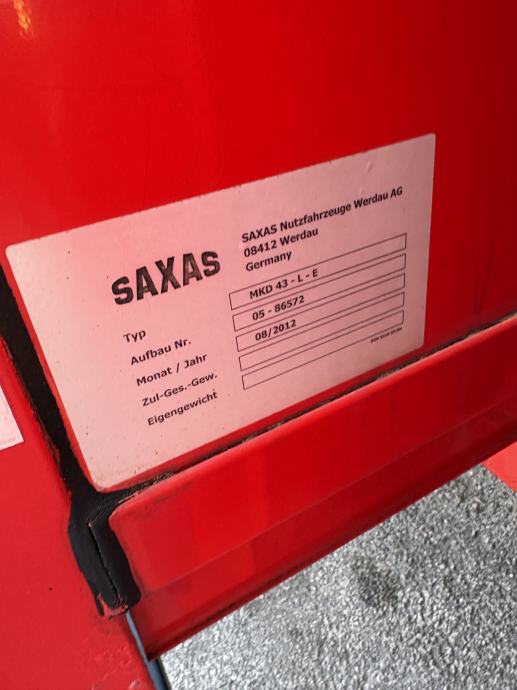 SAXAS
SAXAS Nutzfahrzeuge Werdau AG
08412 Werdau
Germany
Typ MKD 43 - L - E
Aufbau Nr. 05 - 86572
Monat / Jahr 08/2012
Zul-Ges.-Gew.
Eigengewicht